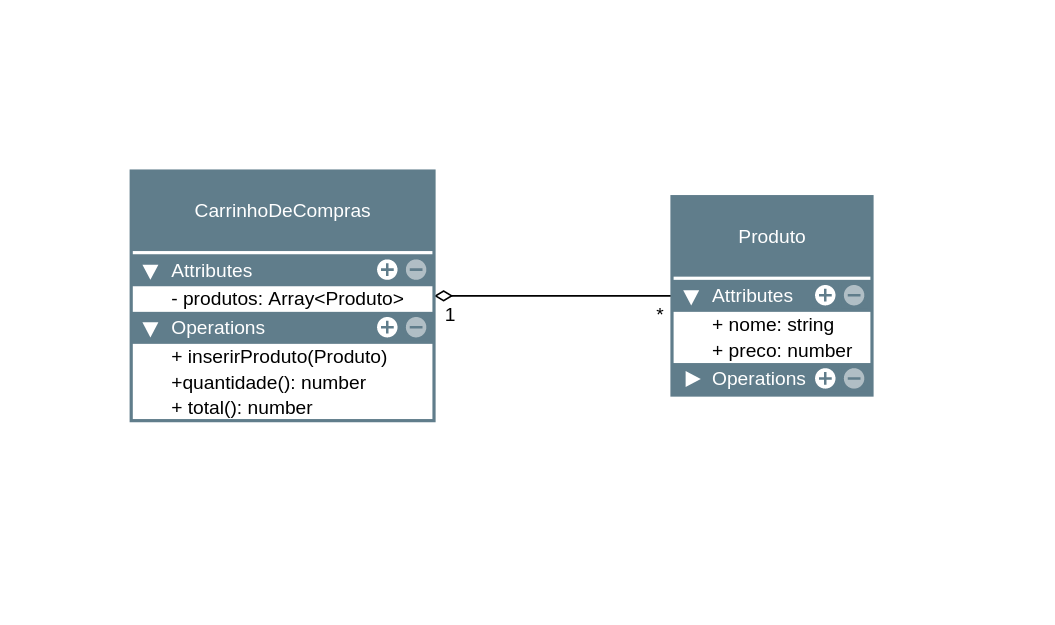 CarrinhoDeCompras
Attributes
- produtos: Array<Produto>
Operations
+ inserirProduto(Produto)
+quantidade(): number
+ total(): number
1
*
Produto
Attributes
+ nome: string
+ preco: number
Operations